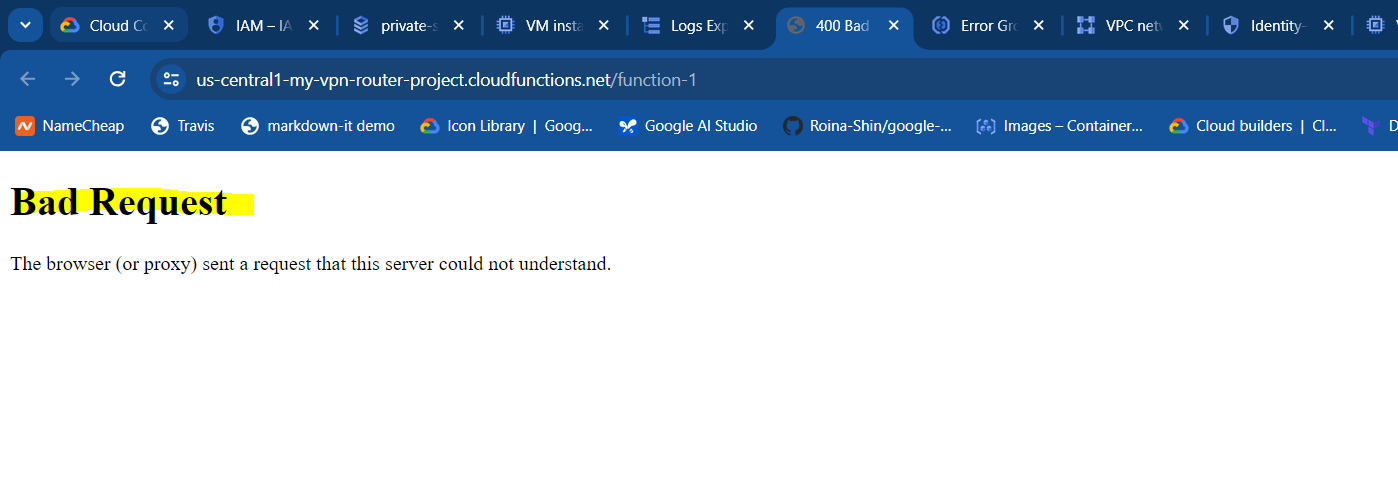 Cloud Co IAM – IA private-s VM insta Logs Exp 400 Bad Error Gro VPC netw Identity-
us-central1-my-vpn-router-project.cloudfunctions.net/function-1
NameCheap Travis markdown-it demo Icon Library | Goog... Google AI Studio Roina-Shin/google-... Images – Container... Cloud builders | Cl... D
Bad Request
The browser (or proxy) sent a request that this server could not understand.